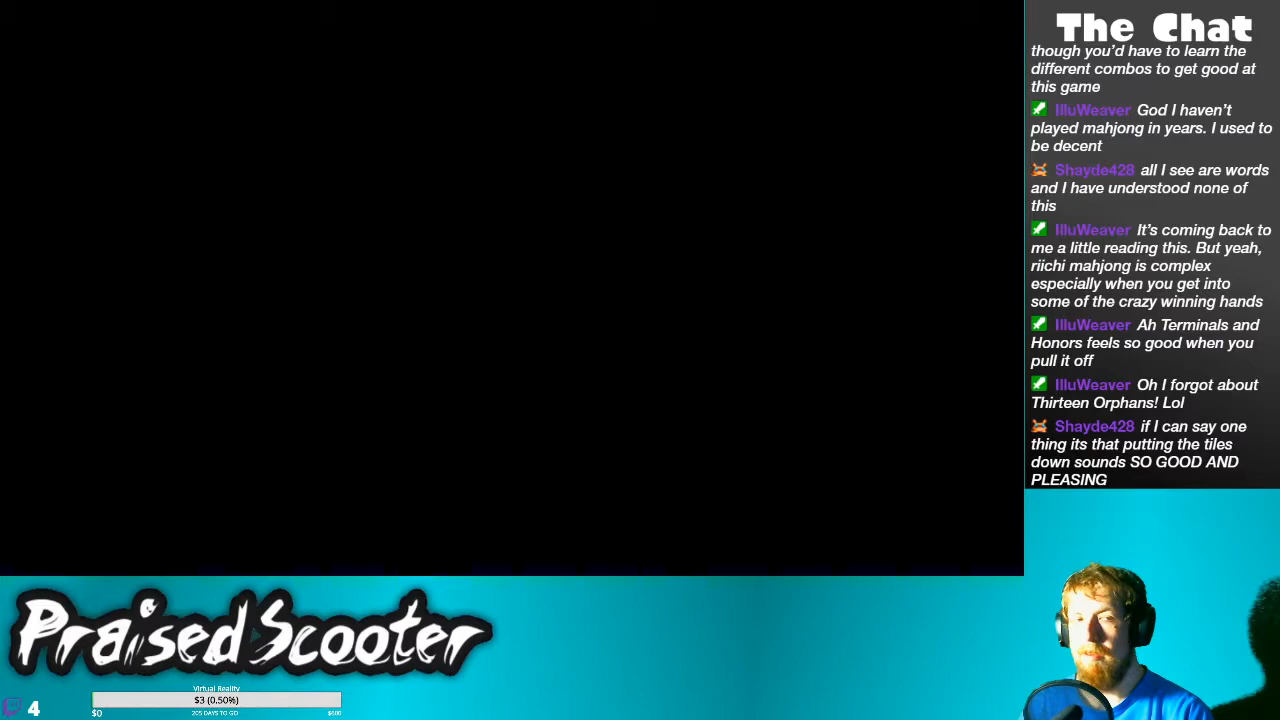 The Chat
though you'd have to learn the
different combos to get good at
this game
IlluWeaver God I haven't
played mahjong in years. I used to
be decent
Shayde428 all I see are words
and I have understood none of
this
IlluWeaver It's coming back to
me a little reading this. But yeah,
riichi mahjong is complex
especially when you get into
some of the crazy winning hands
IlluWeaver Ah Terminals and
Honors feels so good when you
pull it off
IlluWeaver Oh I forgot about
Thirteen Orphans! Lol
Shayde428 if I can say one
thing its that putting the tiles
down sounds SO GOOD AND
PLEASING
PraisedScooter
Virtual Reality
$3 (0.50%)
$0 205 DAYS TO GO $600
4